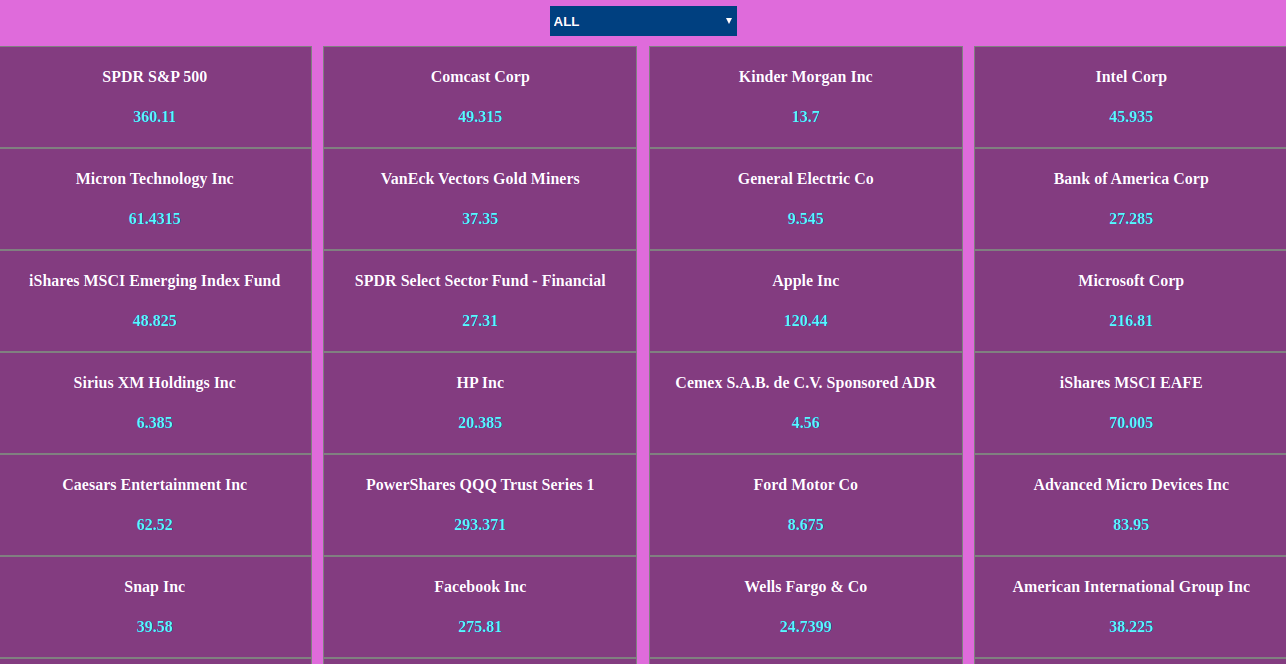 ALL
SPDR S&P 500
360.11
Comcast Corp
49.315
Kinder Morgan Inc
13.7
Intel Corp
45.935
Micron Technology Inc
61.4315
VanEck Vectors Gold Miners
37.35
General Electric Co
9.545
Bank of America Corp
27.285
iShares MSCI Emerging Index Fund
48.825
SPDR Select Sector Fund - Financial
27.31
Apple Inc
120.44
Microsoft Corp
216.81
Sirius XM Holdings Inc
6.385
HP Inc
20.385
Cemex S.A.B. de C.V. Sponsored ADR
4.56
iShares MSCI EAFE
70.005
Caesars Entertainment Inc
62.52
PowerShares QQQ Trust Series 1
293.371
Ford Motor Co
8.675
Advanced Micro Devices Inc
83.95
Snap Inc
39.58
Facebook Inc
275.81
Wells Fargo & Co
24.7399
American International Group Inc
38.225